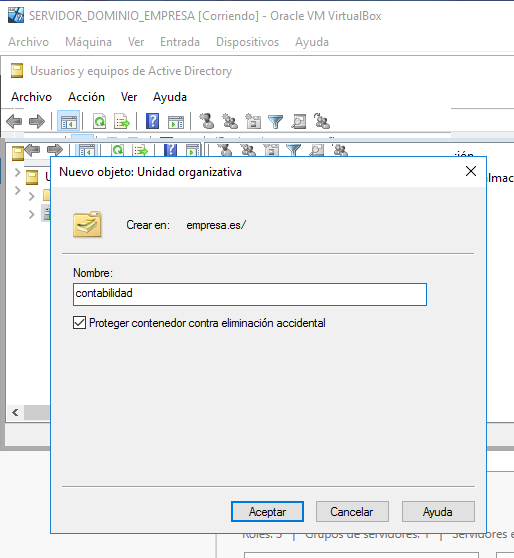 SERVIDOR_DOMINIO_EMPRESA [Corriendo] - Oracle VM VirtualBox
Archivo Máquina Ver Entrada Dispositivos Ayuda
Usuarios y equipos de Active Directory
Archivo Acción Ver Ayuda
Nuevo objeto: Unidad organizativa
Crear en: empresa.es/
Nombre:
contabilidad
Proteger contenedor contra eliminación accidental
Aceptar Cancelar Ayuda
Roles: 3 | Grupos de servidores: 1 | Servidores